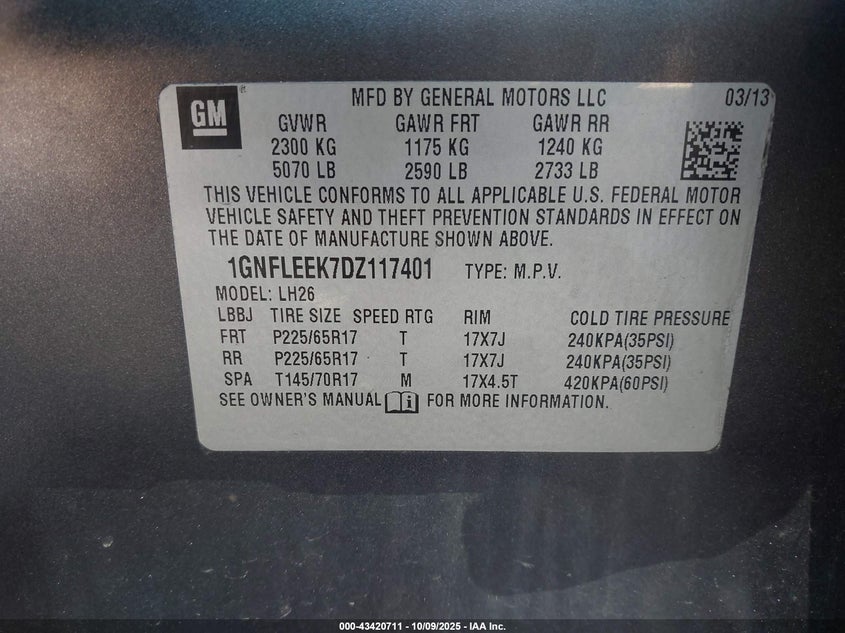 GM
MFD BY GENERAL MOTORS LLC 03/13
GVWR GAWR FRT GAWR RR
2300 KG 1175 KG 1240 KG
5070 LB 2590 LB 2733 LB
THIS VEHICLE CONFORMS TO ALL APPLICABLE U.S. FEDERAL MOTOR
VEHICLE SAFETY AND THEFT PREVENTION STANDARDS IN EFFECT ON
THE DATE OF MANUFACTURE SHOWN ABOVE.
1GNFLEEK7DZ117401 TYPE: M.P.V.
MODEL: LH26
LBBJ TIRE SIZE SPEED RTG RIM COLD TIRE PRESSURE
FRT P225/65R17 T 17X7J 240KPA(35PSI)
RR P225/65R17 T 17X7J 240KPA(35PSI)
SPA T145/70R17 M 17X4.5T 420KPA(60PSI)
SEE OWNER'S MANUAL i FOR MORE INFORMATION.
000-43420711 - 10/09/2025 - IAA Inc.